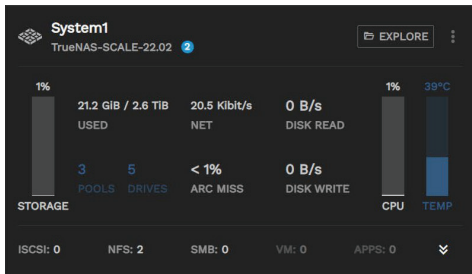 System1
TrueNAS-SCALE-22.02 2
EXPLORE
1%
21.2 GiB / 2.6 TiB
USED
20.5 Kibit/s
NET
0 B/s
DISK READ
1%
39°C
3
POOLS
5
DRIVES
< 1%
ARC MISS
0 B/s
DISK WRITE
STORAGE
CPU
TEMP
ISCSI: 0
NFS: 2
SMB: 0
VM: 0
APPS: 0